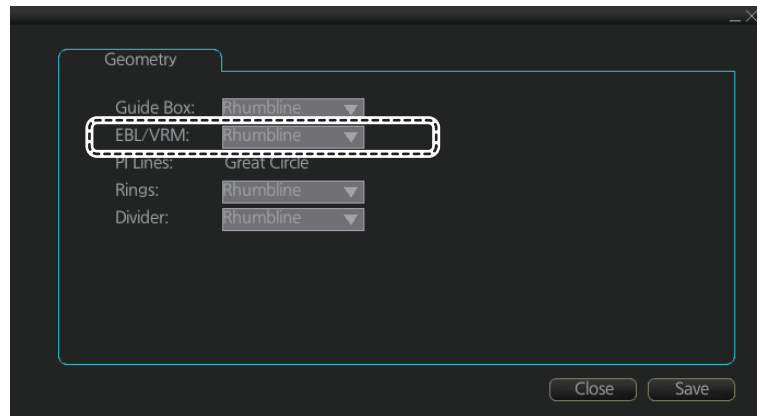 Geometry
Guide Box: Rhumbline
EBL/VRM: Rhumbline
PI Lines: Great Circle
Rings: Rhumbline
Divider: Rhumbline
Close Save